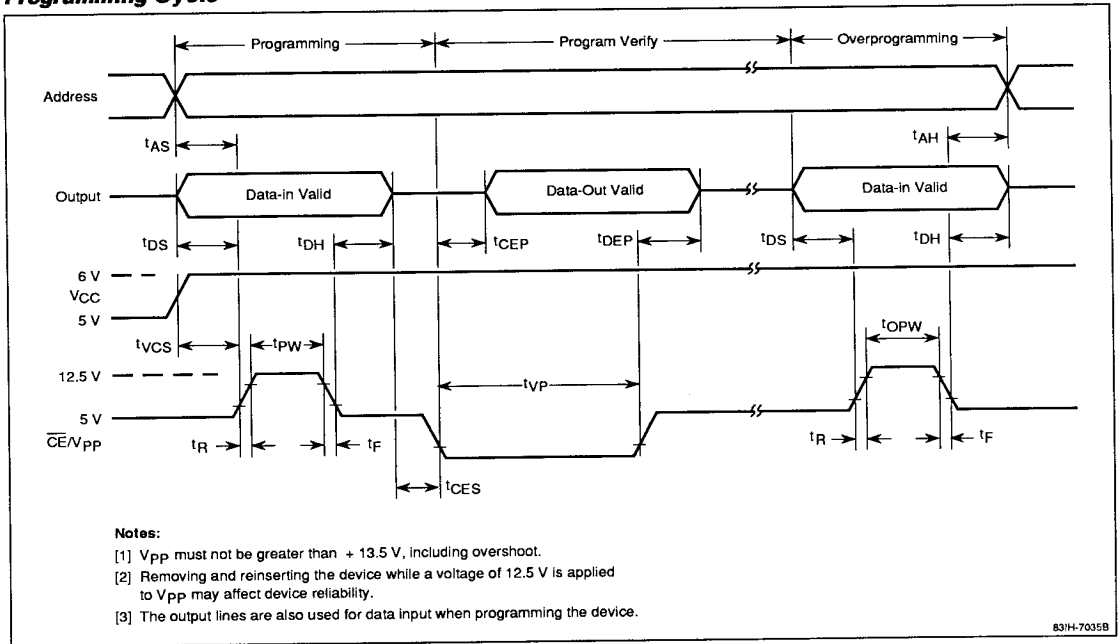 Programming Cycle
Programming Program Verify Overprogramming
Address
tAS tAH
Output Data-in Valid Data-Out Valid Data-in Valid
tDS tDH tCEP tDEP tDS tDH
6 V
VCC
5 V
tVCS tPW tOPW
12.5 V
tVP
5 V
CE/VPP
tR tF tR tF
tCES
Notes:
[1] VPP must not be greater than + 13.5 V, including overshoot.
[2] Removing and reinserting the device while a voltage of 12.5 V is applied
to VPP may affect device reliability.
[3] The output lines are also used for data input when programming the device.
83IH-7035B